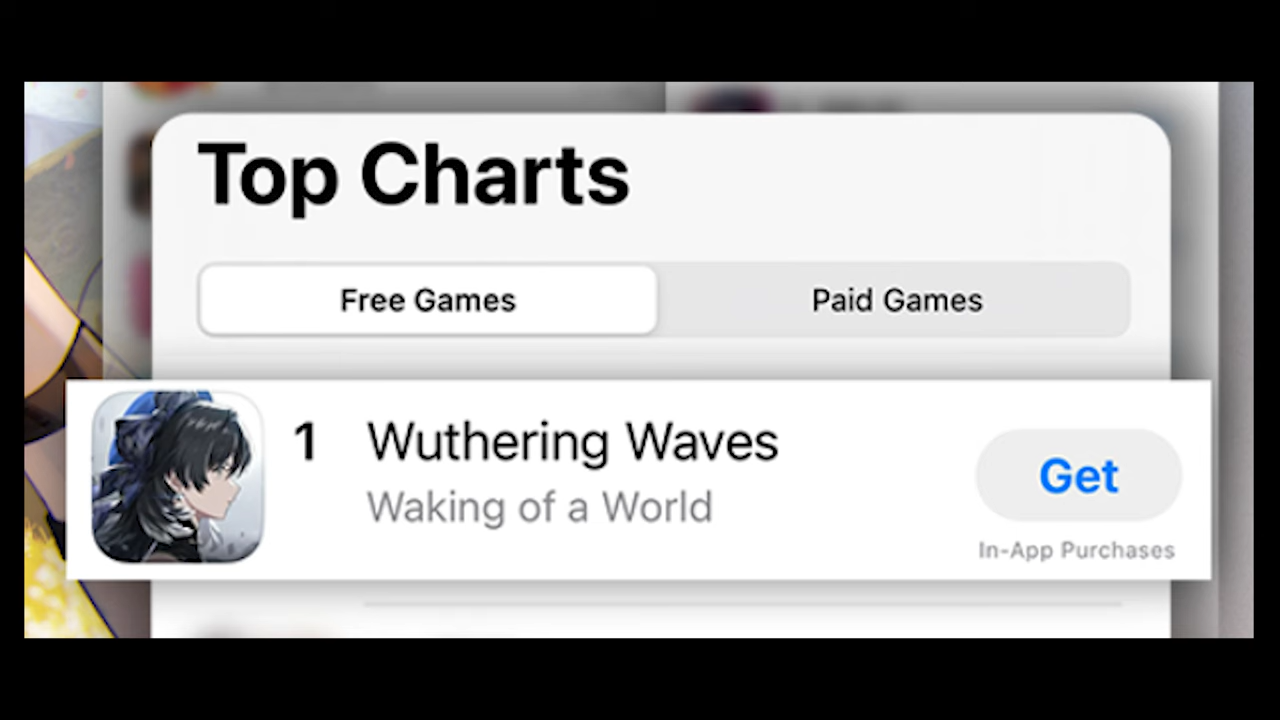 Top Charts
Free Games
Paid Games
1
Wuthering Waves
Waking of a World
Get
In-App Purchases